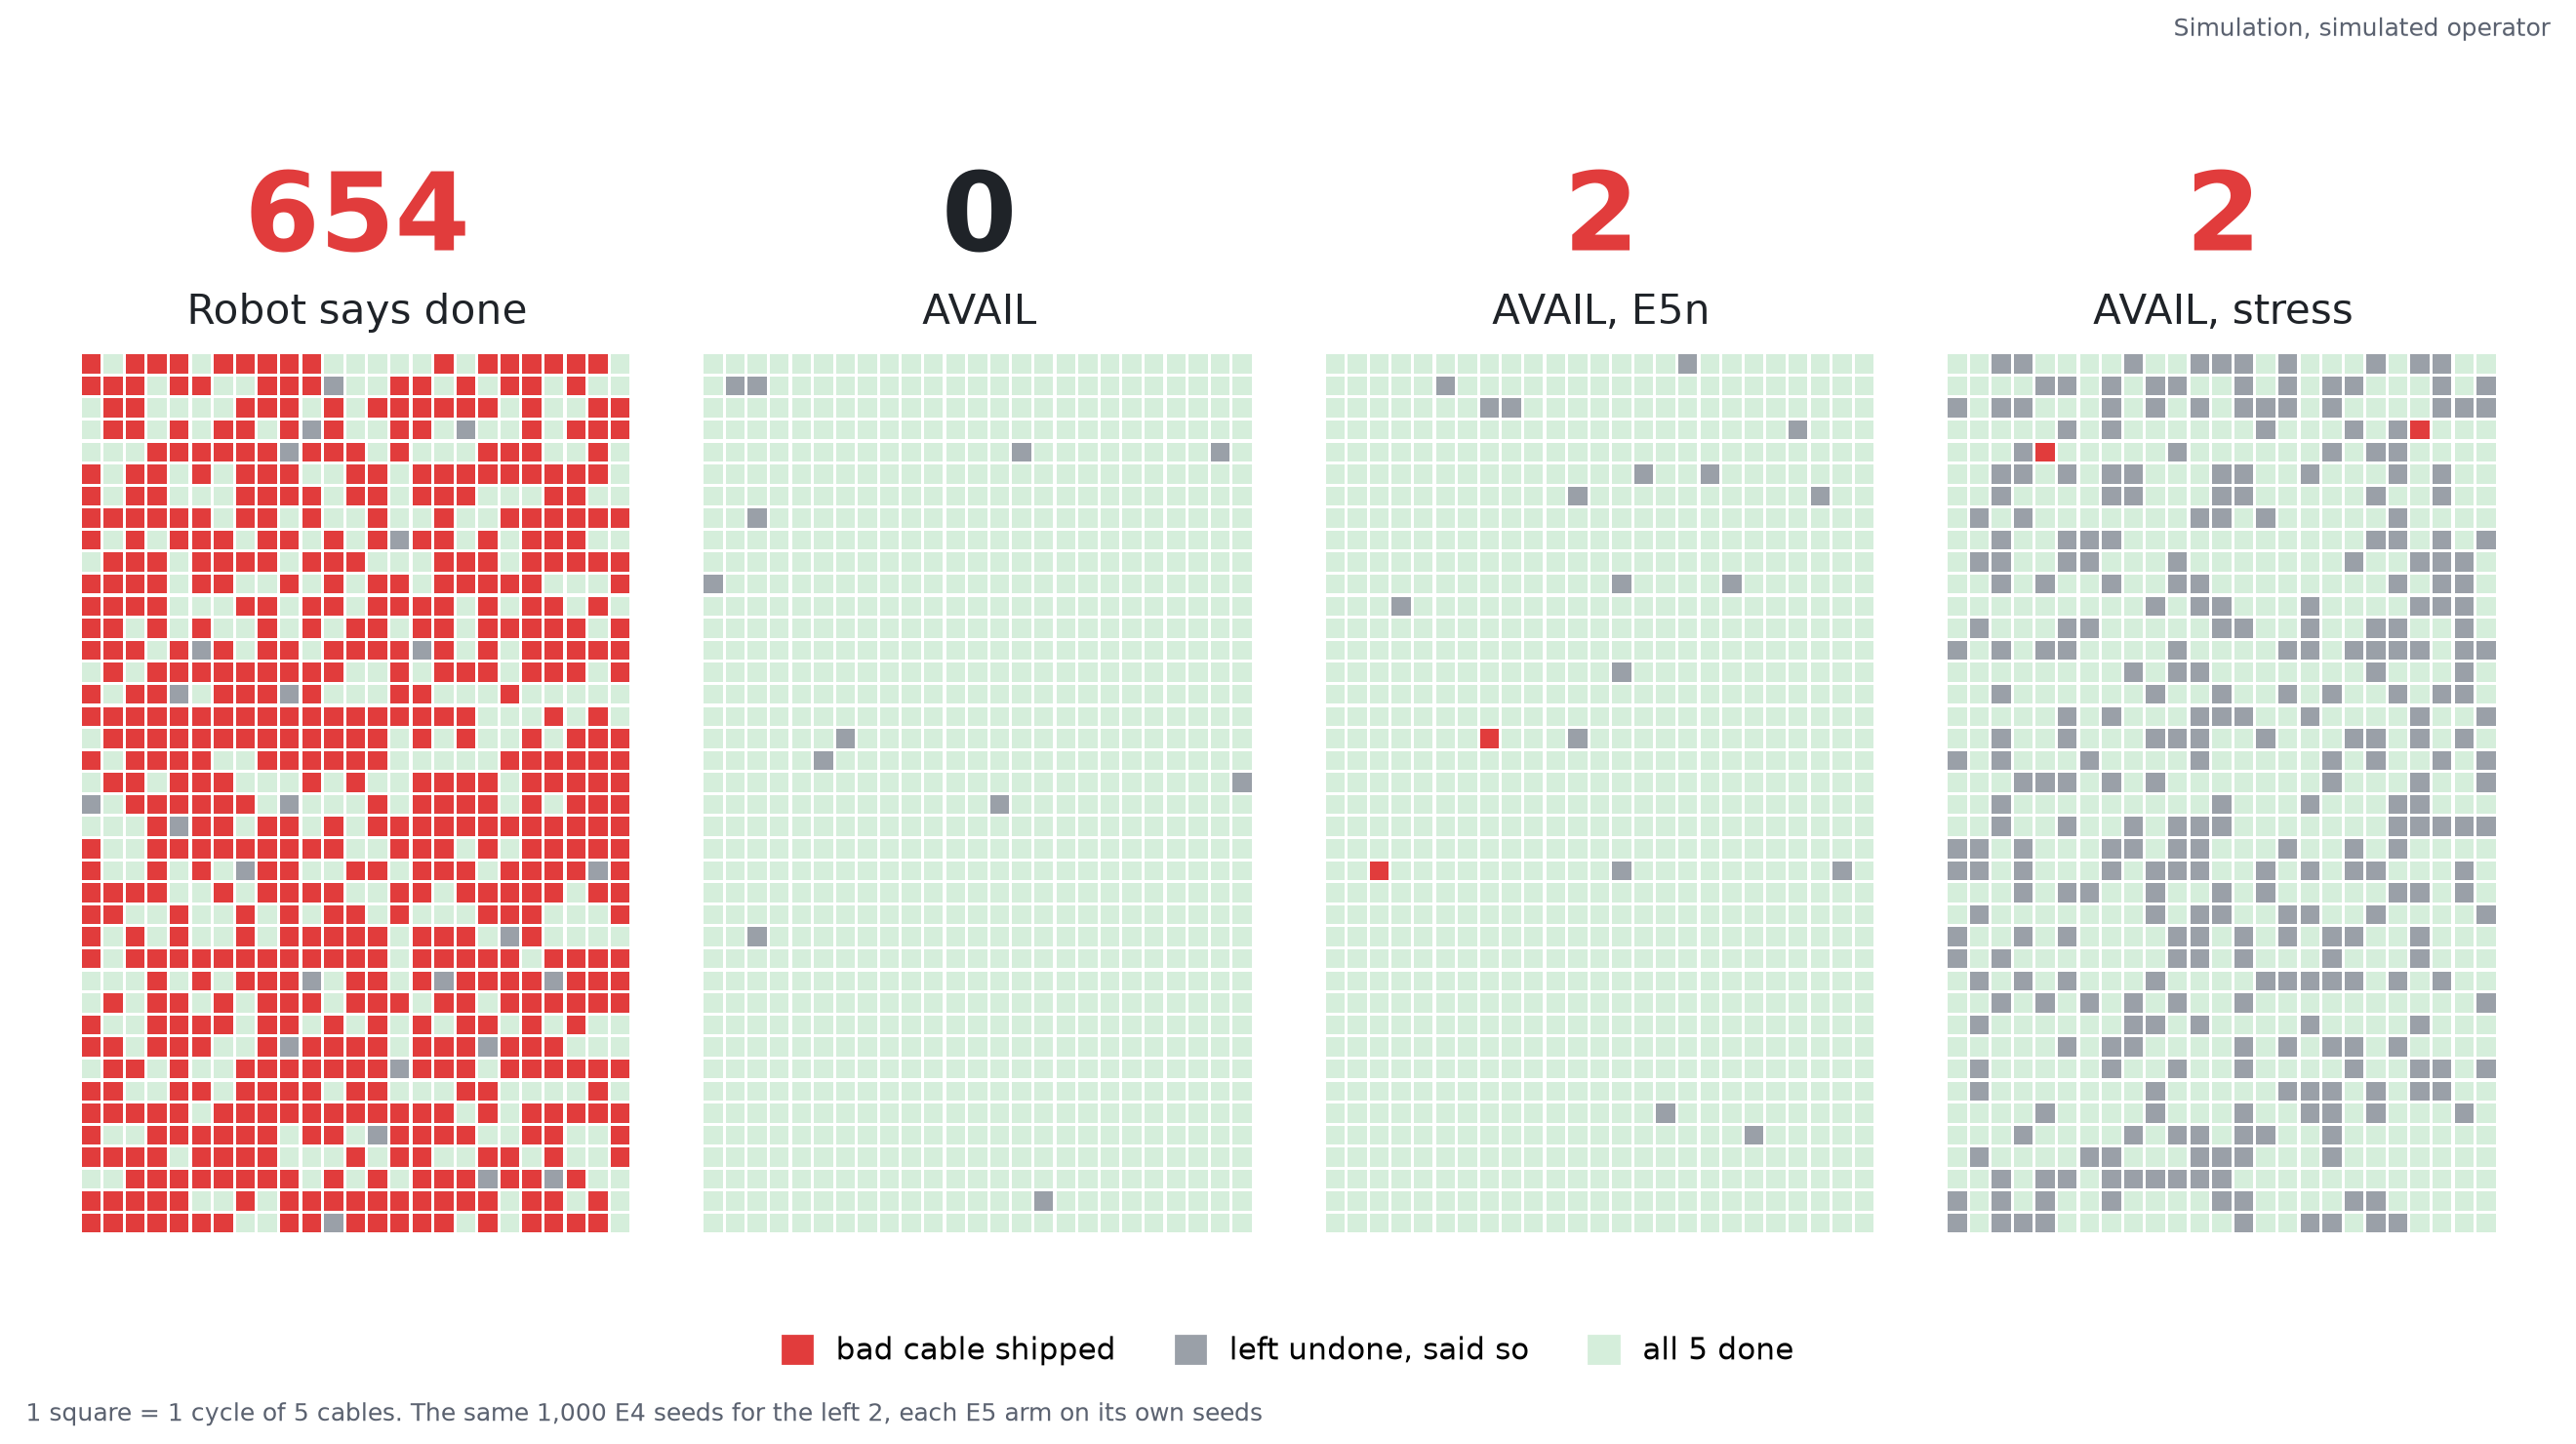 Simulation, simulated operator
654
0
2
2
Robot says done
AVAIL
AVAIL, E5n
AVAIL, stress
bad cable shipped
left undone, said so
all 5 done
1 square = 1 cycle of 5 cables. The same 1,000 E4 seeds for the left 2, each E5 arm on its own seeds